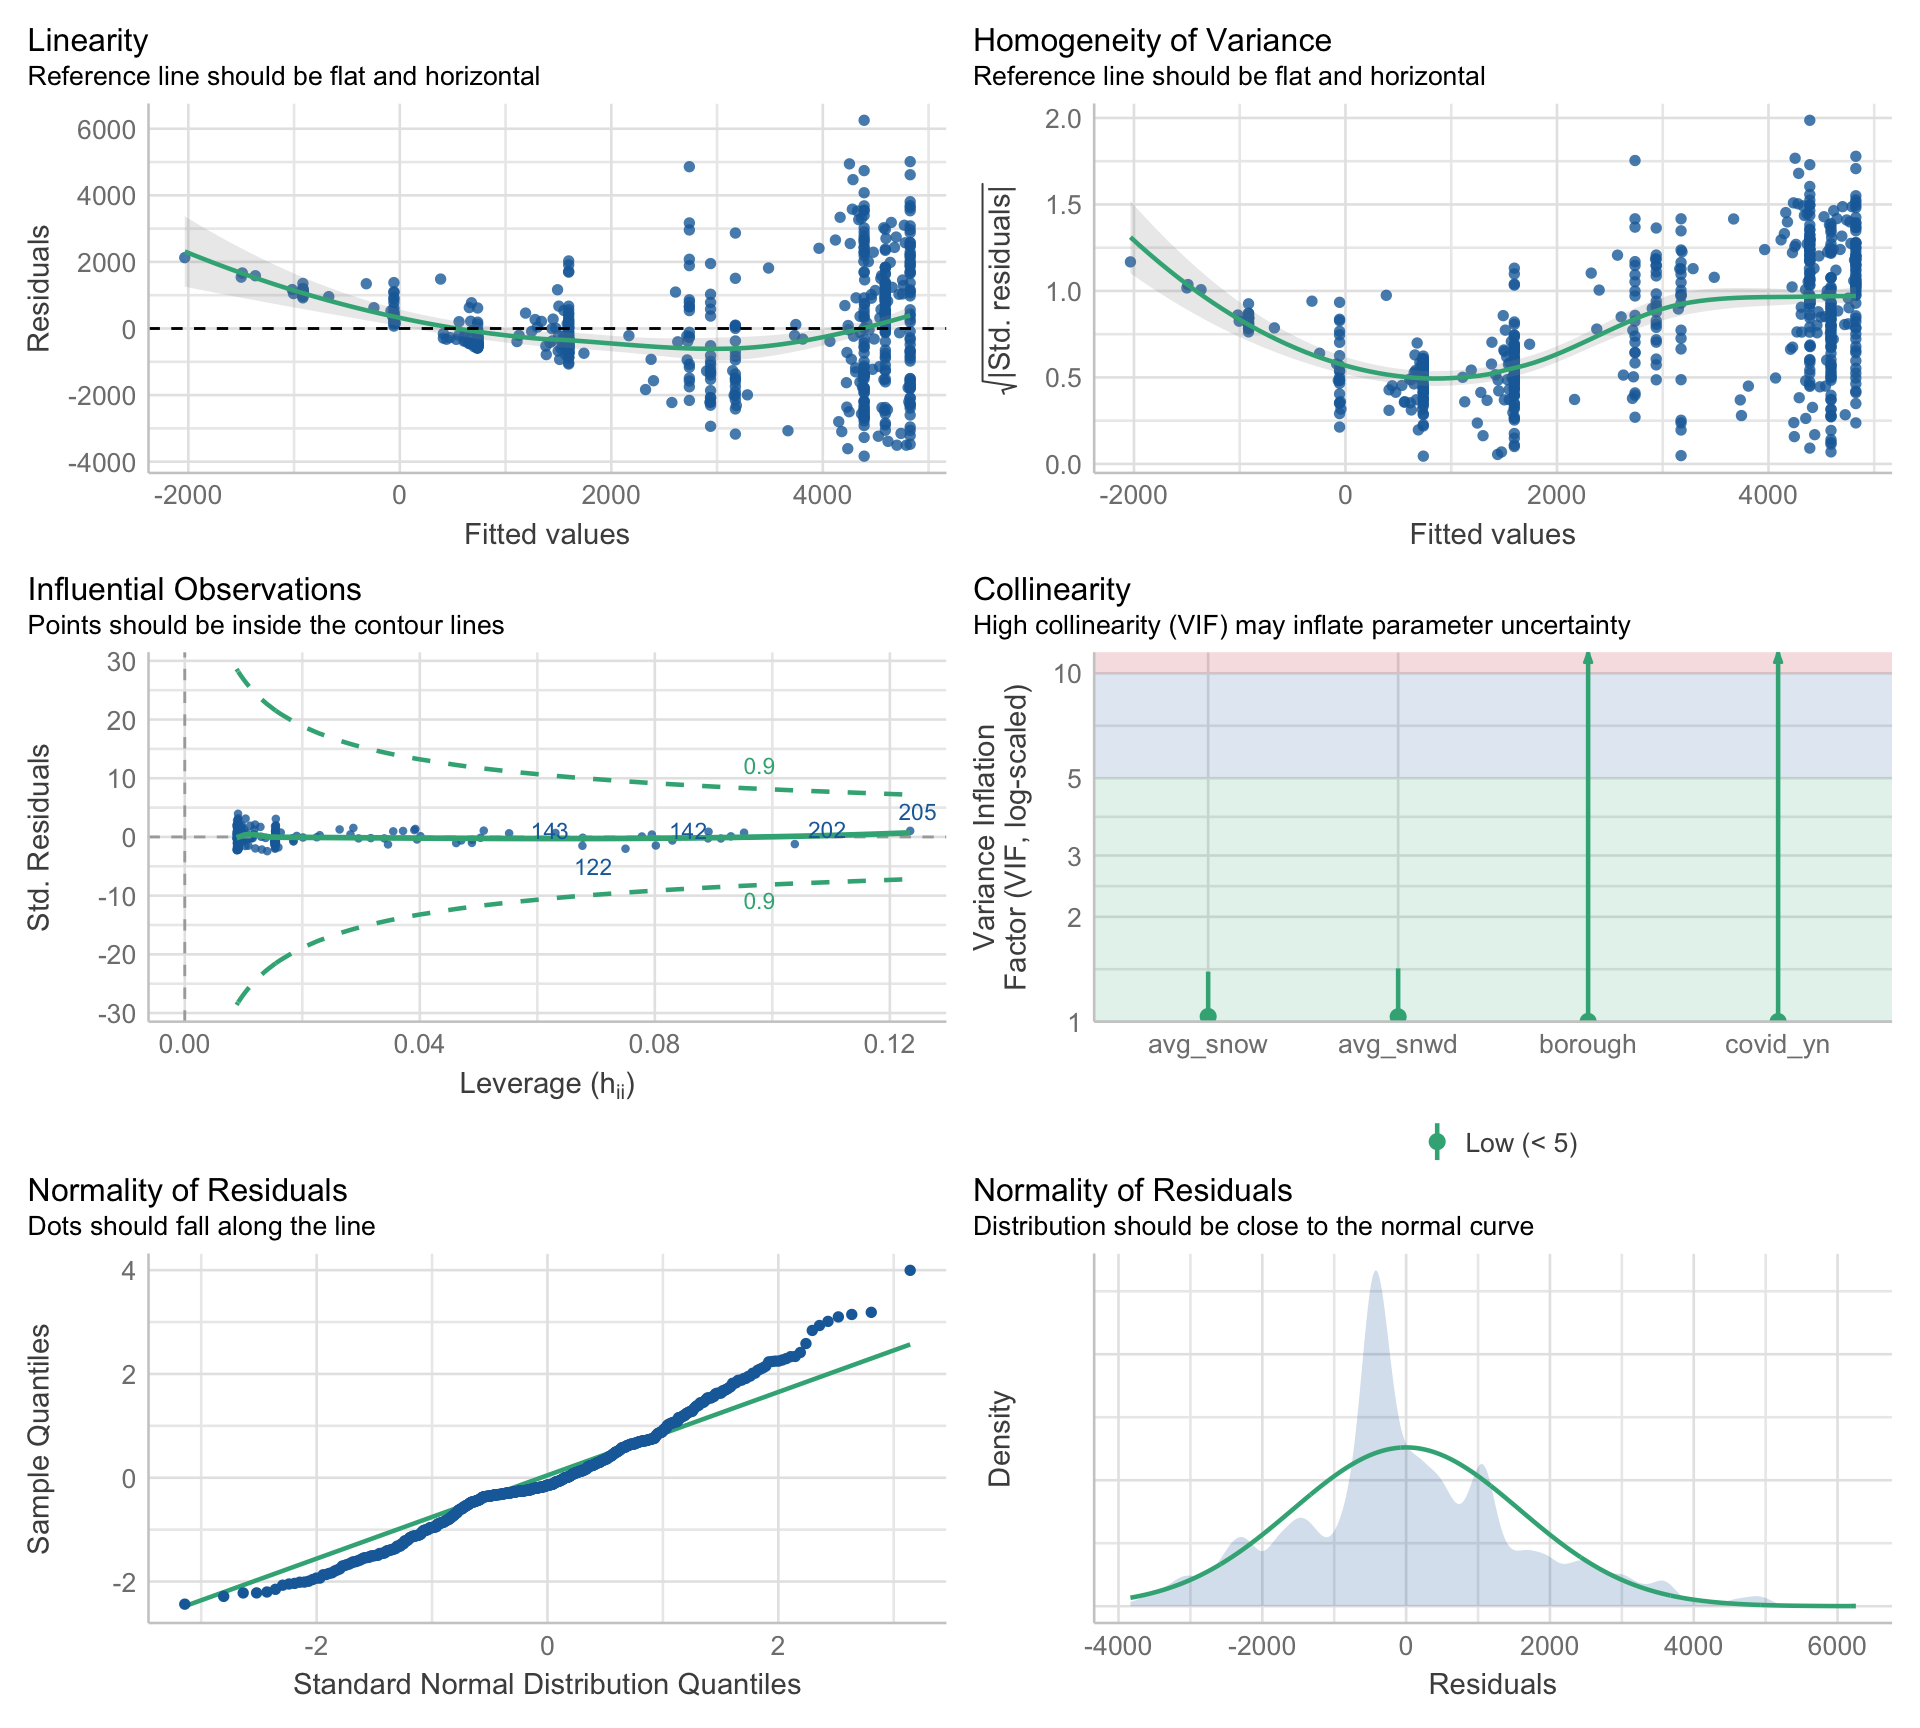 Linearity
Reference line should be flat and horizontal
6000
4000
2000
0
-2000
-4000
Residuals
-2000 0 2000 4000
Fitted values
Homogeneity of Variance
Reference line should be flat and horizontal
2.0
1.5
1.0
0.5
0.0
√|Std. residuals|
-2000 0 2000 4000
Fitted values
Influential Observations
Points should be inside the contour lines
30
20
10
0
-10
-20
-30
Std. Residuals
0.9
205
143 142 202
122
0.9
0.00 0.04 0.08 0.12
Leverage (hii)
Collinearity
High collinearity (VIF) may inflate parameter uncertainty
10
5
3
2
1
Variance Inflation
Factor (VIF, log-scaled)
avg_snow avg_snwd borough covid_yn
Low (< 5)
Normality of Residuals
Dots should fall along the line
4
2
0
-2
Sample Quantiles
-2 0 2
Standard Normal Distribution Quantiles
Normality of Residuals
Distribution should be close to the normal curve
Density
-4000 -2000 0 2000 4000 6000
Residuals